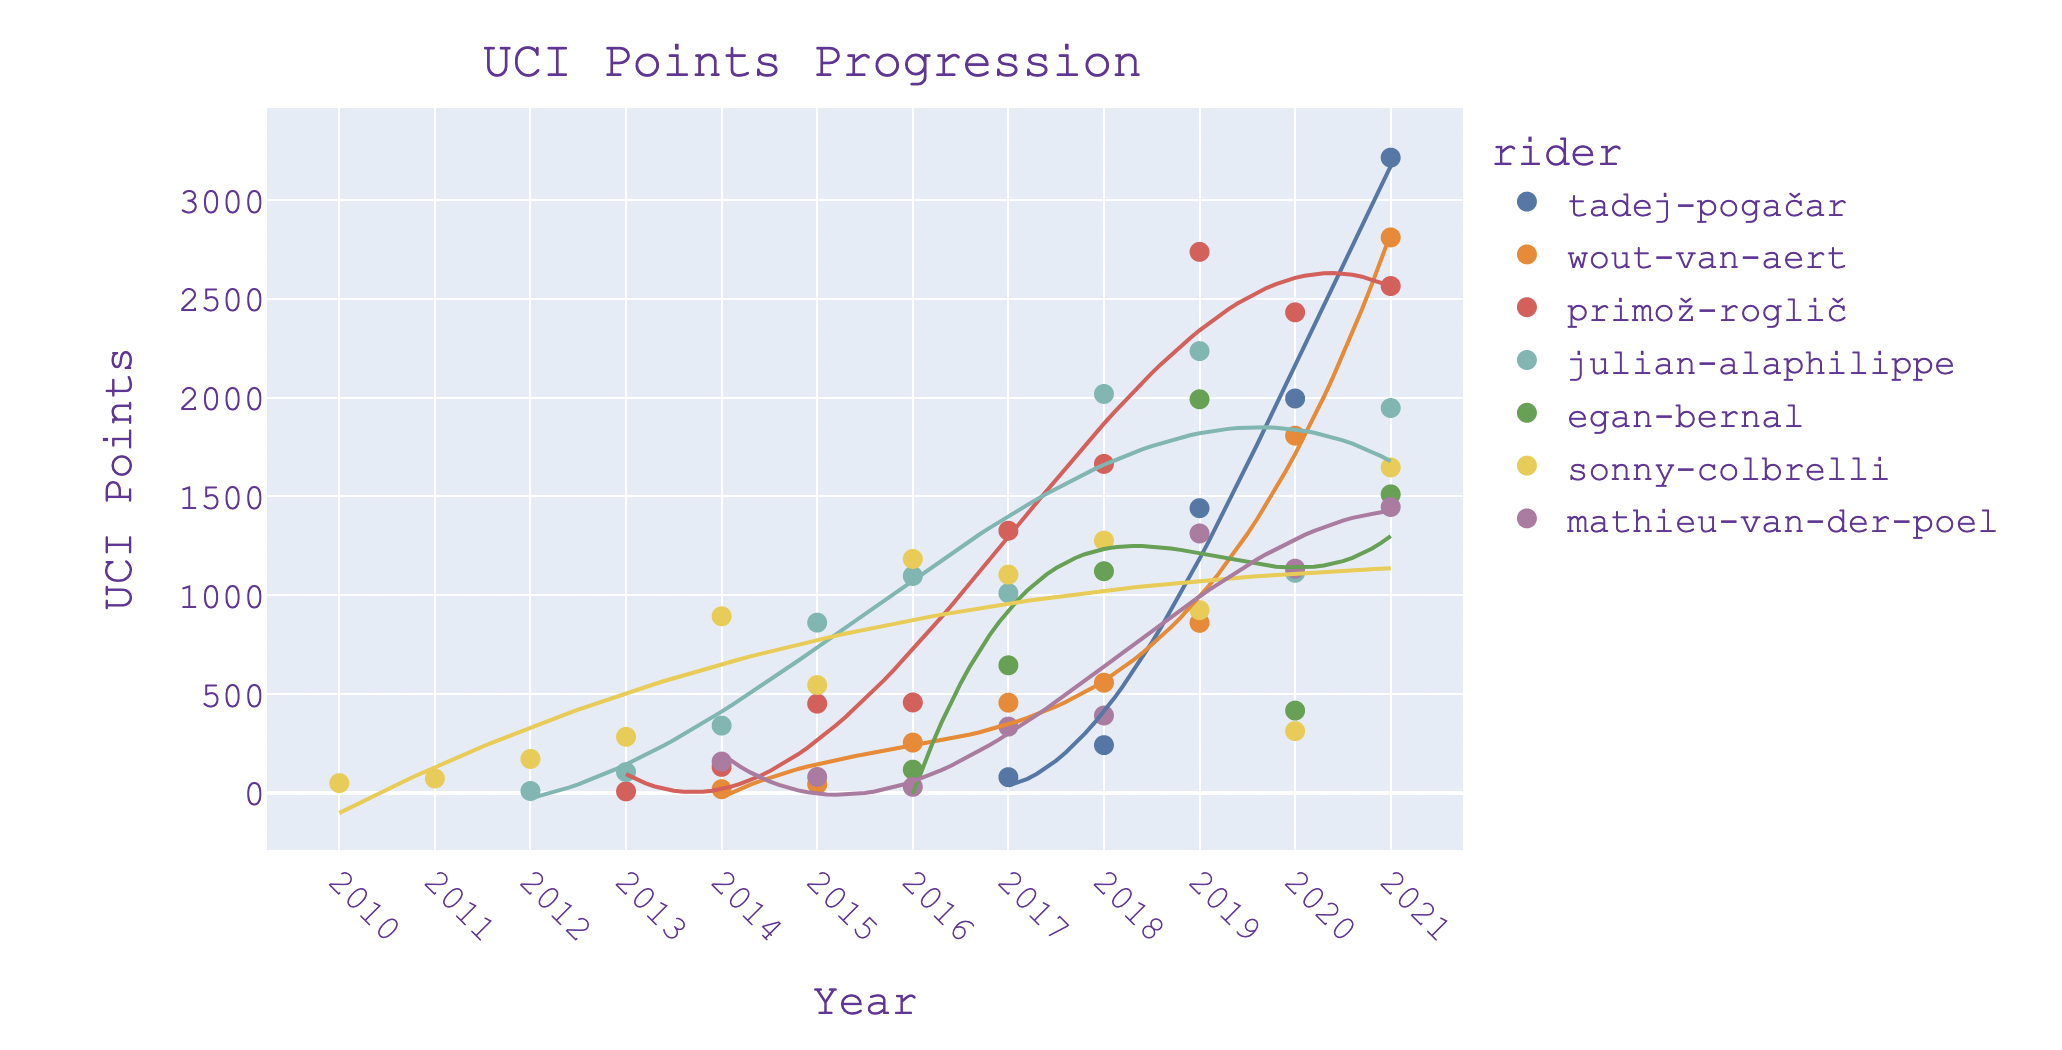 UCI Points Progression
UCI Points
3000
2500
2000
1500
1000
500
0
2010
2011
2012
2013
2014
2015
2016
2017
2018
2019
2020
2021
Year
rider
tadej-pogačar
wout-van-aert
primož-roglič
julian-alaphilippe
egan-bernal
sonny-colbrelli
mathieu-van-der-poel